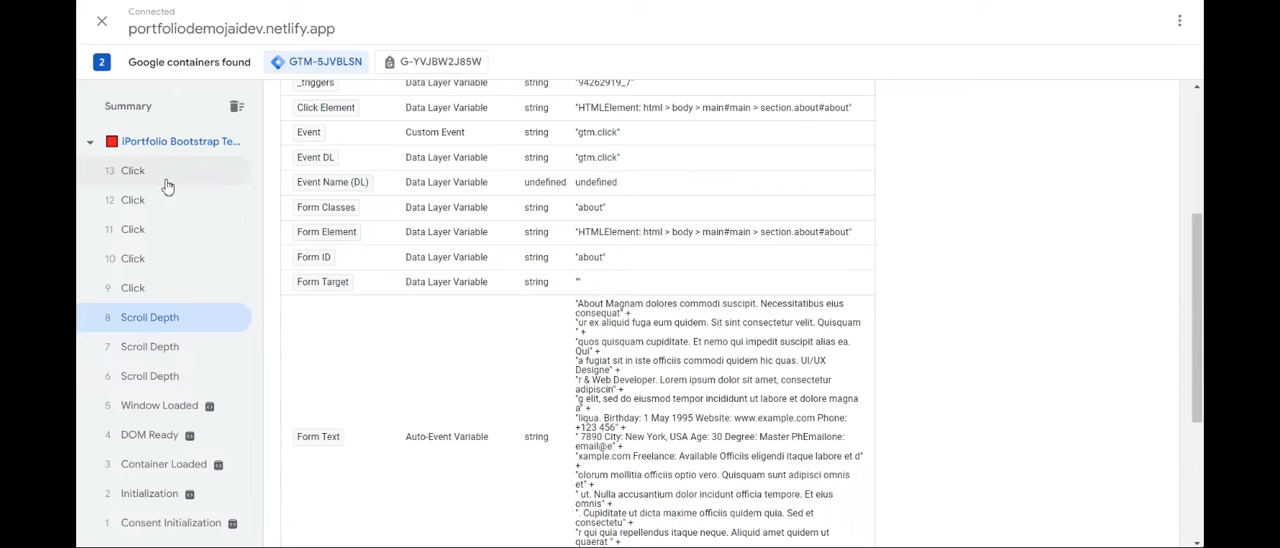 Connected
portfoliodemojaidev.netlify.app
2 Google containers found GTM-5JVBLSN G-YVJBW2J85W
Summary
iPortfolio Bootstrap Te...
13 Click
12 Click
11 Click
10 Click
9 Click
8 Scroll Depth
7 Scroll Depth
6 Scroll Depth
5 Window Loaded
4 DOM Ready
3 Container Loaded
2 Initialization
1 Consent Initialization
_triggers Data Layer Variable string "94262919_7"
Click Element Data Layer Variable string "HTMLElement: html > body > main#main > section.about#about"
Event Custom Event string "gtm.click"
Event DL Data Layer Variable string "gtm.click"
Event Name (DL) Data Layer Variable undefined undefined
Form Classes Data Layer Variable string "about"
Form Element Data Layer Variable string "HTMLElement: html > body > main#main > section.about#about"
Form ID Data Layer Variable string "about"
Form Target Data Layer Variable string ""
Form Text Auto-Event Variable string
"About Magnam dolores commodi suscipit. Necessitatibus eius
consequat" +
"ur ex aliquid fuga eum quidem. Sit sint consectetur velit. Quisquam
" +
"quos quisquam cupiditate. Et nemo qui impedit suscipit alias ea.
Qui" +
"a fugiat sit in iste officiis commodi quidem hic quas. UI/UX
Designe" +
"r & Web Developer. Lorem ipsum dolor sit amet, consectetur
adipiscin" +
"g elit, sed do eiusmod tempor incididunt ut labore et dolore magna
a" +
"liqua. Birthday: 1 May 1995 Website: www.example.com Phone:
+123 456" +
" 7890 City: New York, USA Age: 30 Degree: Master PhEmailone:
email@e" +
"xample.com Freelance: Available Officiis eligendi itaque labore et d"
+
"olorum mollitia officiis optio vero. Quisquam sunt adipisci omnis
et" +
" ut. Nulla accusantium dolor incidunt officia tempore. Et eius
omnis" +
". Cupiditate ut dicta maxime officiis quidem quia. Sed et
consectetu" +
"r qui quia repellendus itaque neque. Aliquid amet quidem ut
quaerat " +